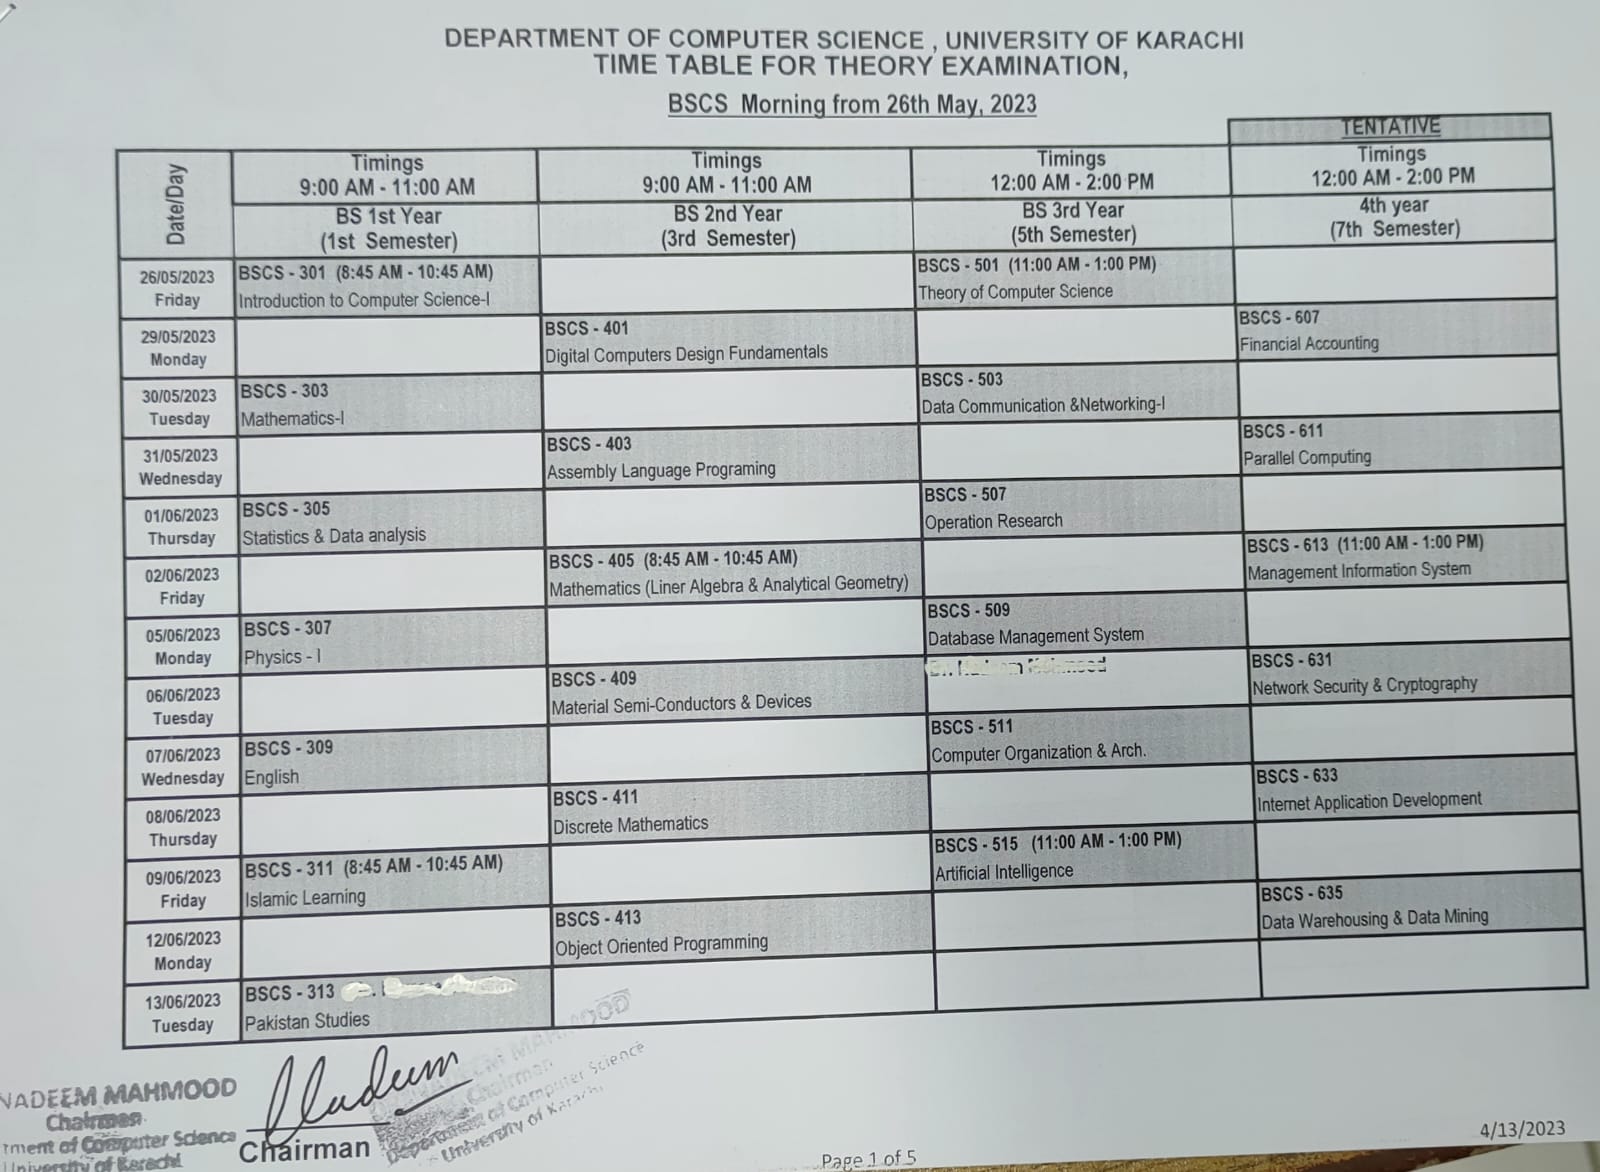 DEPARTMENT OF COMPUTER SCIENCE , UNIVERSITY OF KARACHI
TIME TABLE FOR THEORY EXAMINATION,
BSCS Morning from 26th May, 2023
TENTATIVE
Date/Day
Timings
9:00 AM - 11:00 AM
Timings
9:00 AM - 11:00 AM
Timings
12:00 AM - 2:00 PM
Timings
12:00 AM - 2:00 PM
BS 1st Year
(1st Semester)
BS 2nd Year
(3rd Semester)
BS 3rd Year
(5th Semester)
4th year
(7th Semester)
26/05/2023
Friday
BSCS - 301 (8:45 AM - 10:45 AM)
Introduction to Computer Science-I
BSCS - 501 (11:00 AM - 1:00 PM)
Theory of Computer Science
29/05/2023
Monday
BSCS - 401
Digital Computers Design Fundamentals
BSCS - 607
Financial Accounting
30/05/2023
Tuesday
BSCS - 303
Mathematics-I
BSCS - 503
Data Communication &Networking-I
31/05/2023
Wednesday
BSCS - 403
Assembly Language Programing
BSCS - 611
Parallel Computing
01/06/2023
Thursday
BSCS - 305
Statistics & Data analysis
BSCS - 507
Operation Research
02/06/2023
Friday
BSCS - 405 (8:45 AM - 10:45 AM)
Mathematics (Liner Algebra & Analytical Geometry)
BSCS - 613 (11:00 AM - 1:00 PM)
Management Information System
05/06/2023
Monday
BSCS - 307
Physics - I
BSCS - 509
Database Management System
06/06/2023
Tuesday
BSCS - 409
Material Semi-Conductors & Devices
BSCS - 631
Network Security & Cryptography
07/06/2023
Wednesday
BSCS - 309
English
BSCS - 511
Computer Organization & Arch.
08/06/2023
Thursday
BSCS - 411
Discrete Mathematics
BSCS - 633
Internet Application Development
09/06/2023
Friday
BSCS - 311 (8:45 AM - 10:45 AM)
Islamic Learning
BSCS - 515 (11:00 AM - 1:00 PM)
Artificial Intelligence
12/06/2023
Monday
BSCS - 413
Object Oriented Programming
BSCS - 635
Data Warehousing & Data Mining
13/06/2023
Tuesday
BSCS - 313
Pakistan Studies
NADEEM MAHMOOD
Chairman
tment of Computer Science
University of Karachi
Chairman
MAHMOOD
Chairman
Department of Computer Science
University of Karachi
4/13/2023
Page 1 of 5